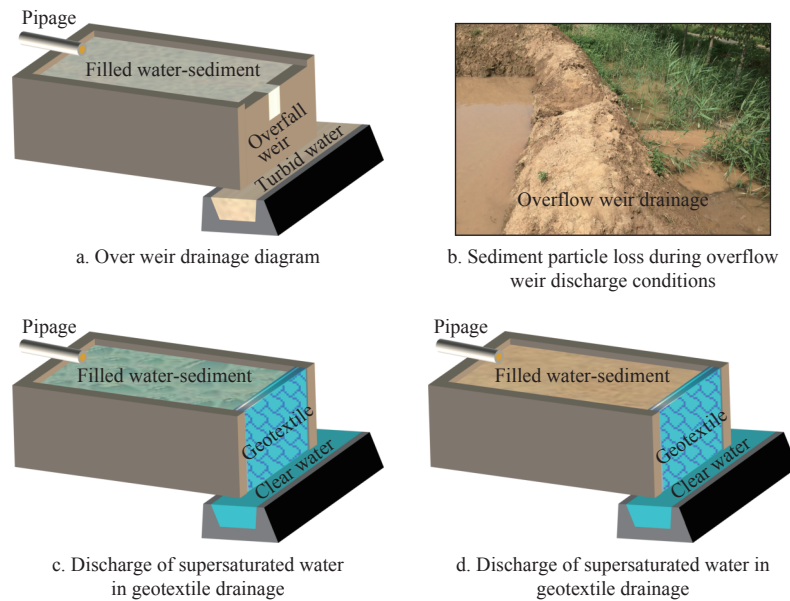 Pipage
Filled water-sediment
Overfall
weir
Turbid water
a. Over weir drainage diagram
Overflow weir drainage
b. Sediment particle loss during overflow
weir discharge conditions
Pipage
Filled water-sediment
Geotextile
Clear water
c. Discharge of supersaturated water
in geotextile drainage
Pipage
Filled water-sediment
Geotextile
Clear water
d. Discharge of supersaturated water in
geotextile drainage